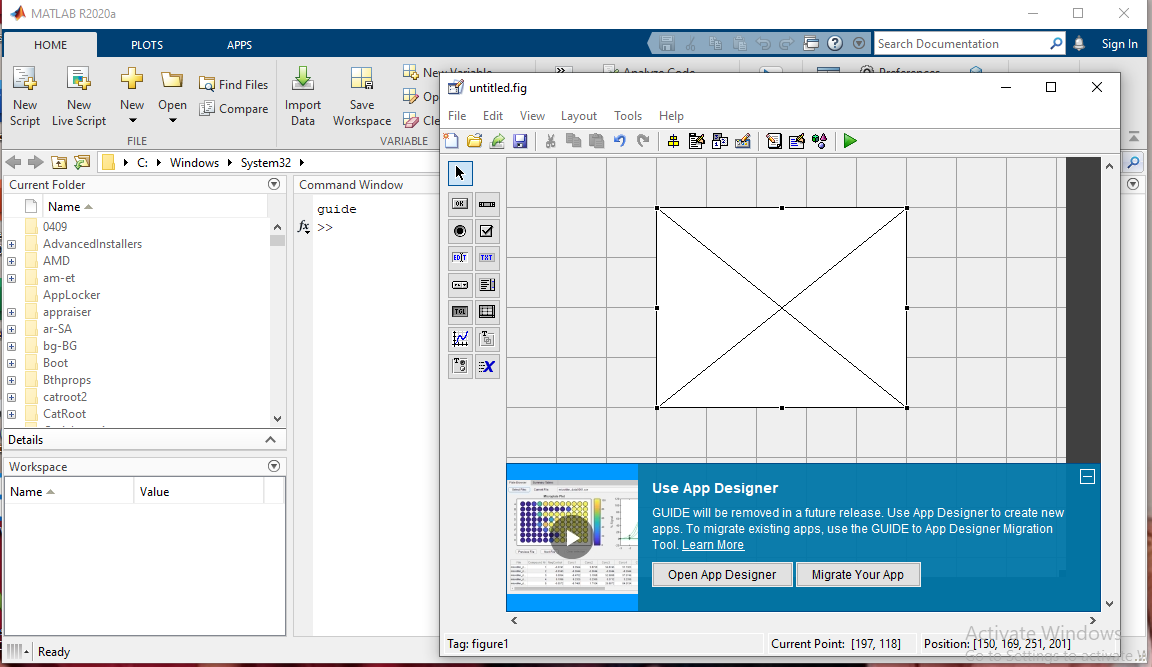 MATLAB R2020a
HOME
PLOTS
APPS
Search Documentation
Sign In
New Script
New Live Script
New
Open
Find Files
Compare
Import Data
Save Workspace
New Variable
Analyze Code
Preferences
FILE
VARIABLE
C:
Windows
System32
Current Folder
Name
0409
AdvancedInstallers
AMD
am-et
AppLocker
appraiser
ar-SA
bg-BG
Boot
Bthprops
catroot2
CatRoot
Details
Workspace
Name
Value
Ready
Command Window
guide
fx >>
untitled.fig
File
Edit
View
Layout
Tools
Help
OK
EDIT
TXT
TGL
Use App Designer
GUIDE will be removed in a future release. Use App Designer to create new
apps. To migrate existing apps, use the GUIDE to App Designer Migration
Tool. Learn More
Open App Designer
Migrate Your App
Tag: figure1
Current Point: [197, 118]
Position: [150, 169, 251, 201]
Activate Windows
Go to Settings to activate W